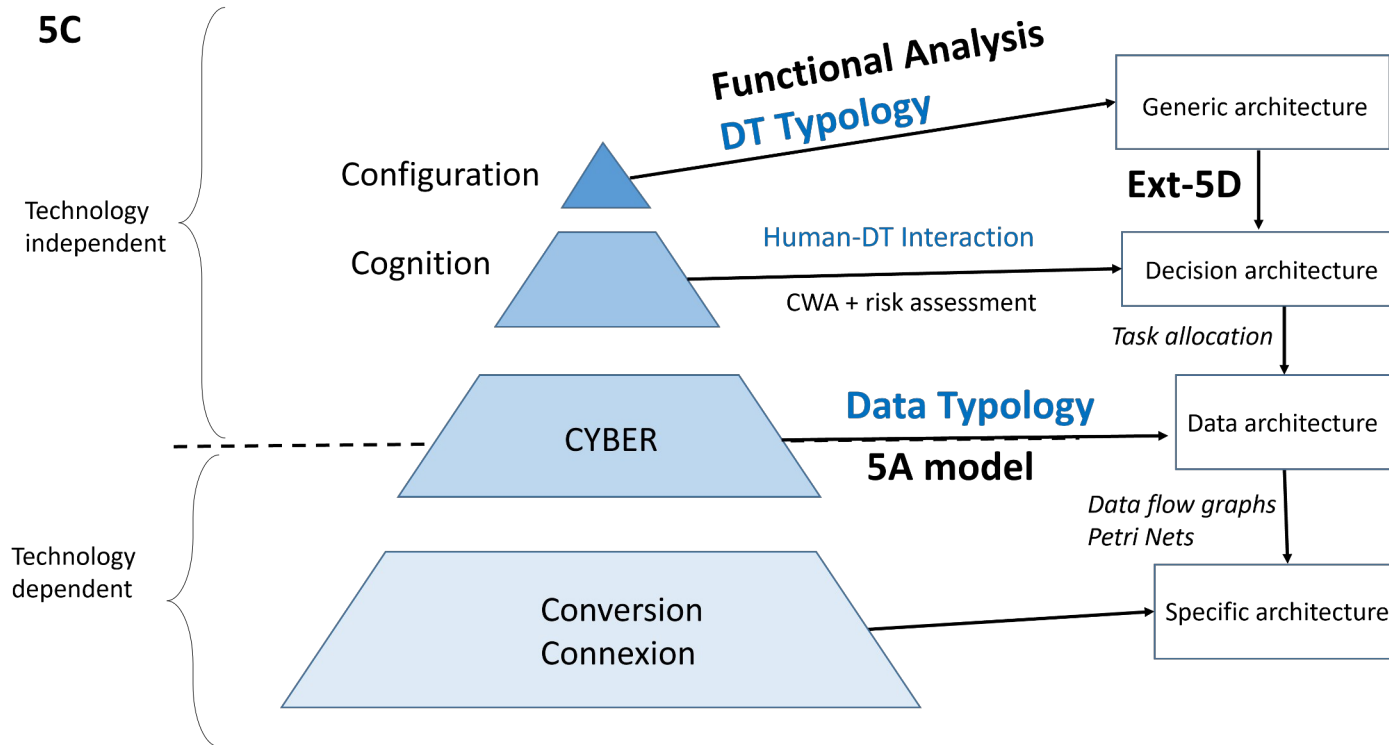 5C
Functional Analysis
DT Typology
Generic architecture
Configuration
Ext-5D
Technology
independent
Cognition
Human-DT Interaction
CWA + risk assessment
Decision architecture
Task allocation
CYBER
Data Typology
5A model
Data architecture
Data flow graphs
Petri Nets
Technology
dependent
Conversion
Connexion
Specific architecture